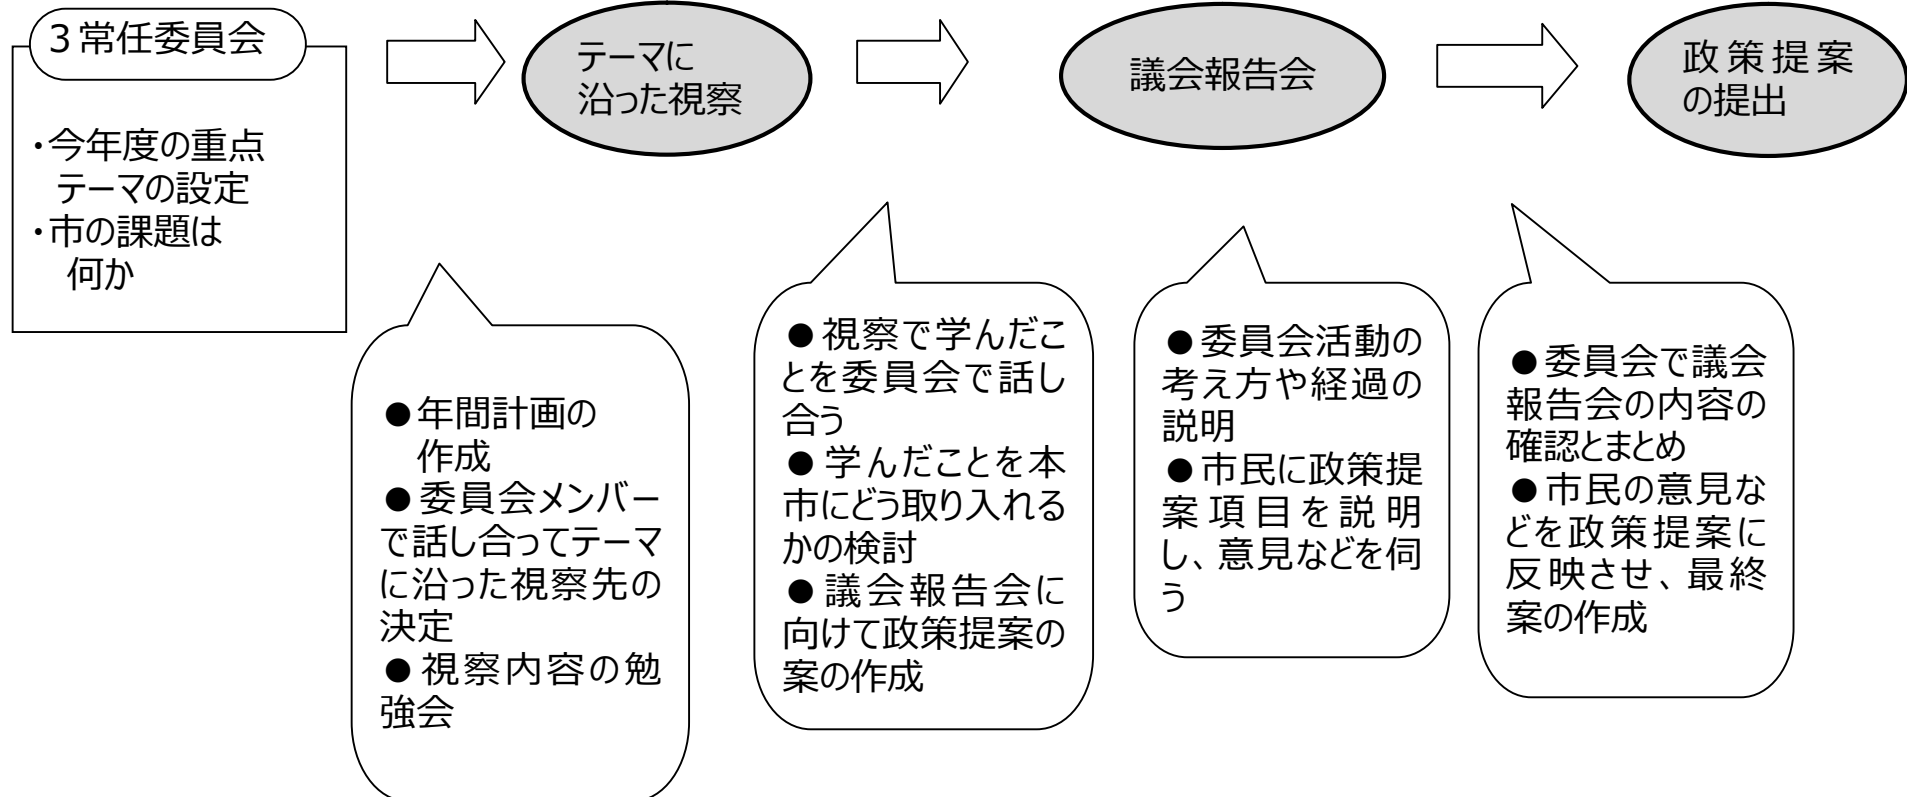 ３常任委員会
・今年度の重点
テーマの設定
・市の課題は
何か
テーマに
沿った視察
議会報告会
政策提案
の提出
●年間計画の
作成
●委員会メンバー
で話し合ってテーマ
に沿った視察先の
決定
●視察内容の勉
強会
●視察で学んだこ
とを委員会で話し
合う
●学んだことを本
市にどう取り入れる
かの検討
●議会報告会に
向けて政策提案の
案の作成
●委員会活動の
考え方や経過の
説明
●市民に政策提
案項目を説明
し、意見などを伺
う
●委員会で議会
報告会の内容の
確認とまとめ
●市民の意見な
どを政策提案に
反映させ、最終
案の作成